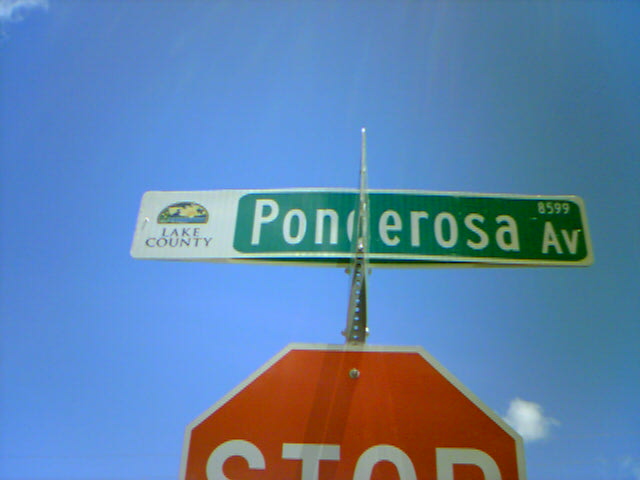 LAKE
COUNTY
Ponderosa Av
8599
STOP